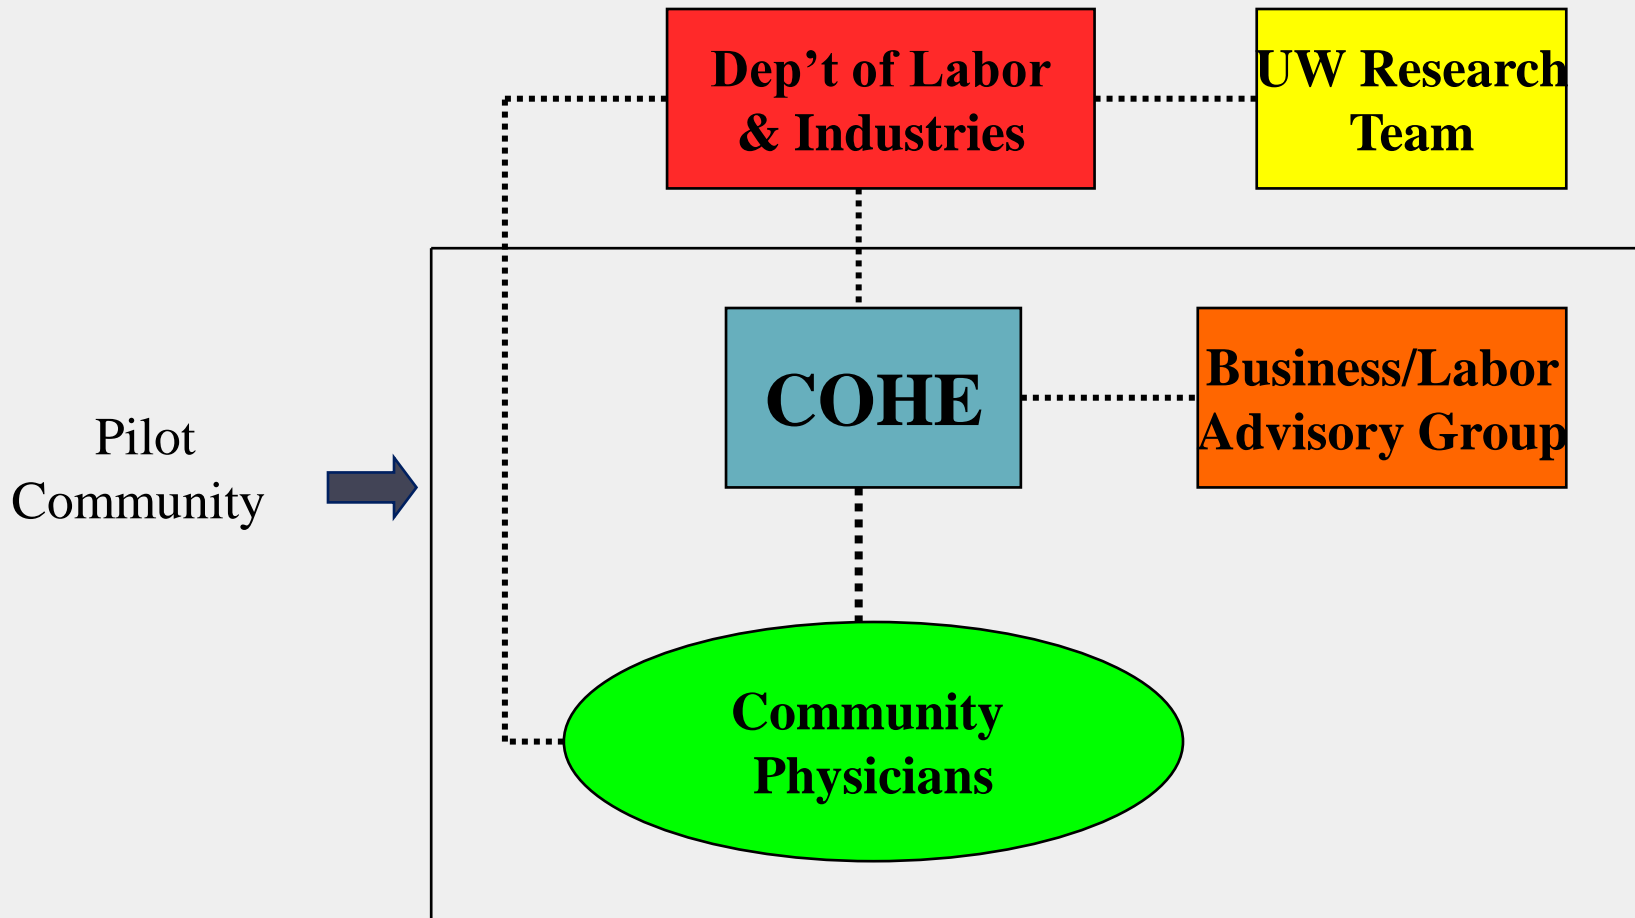 Dep’t of Labor
& Industries
UW Research
Team
COHE
Business/Labor
Advisory Group
Pilot
Community
Community
Physicians